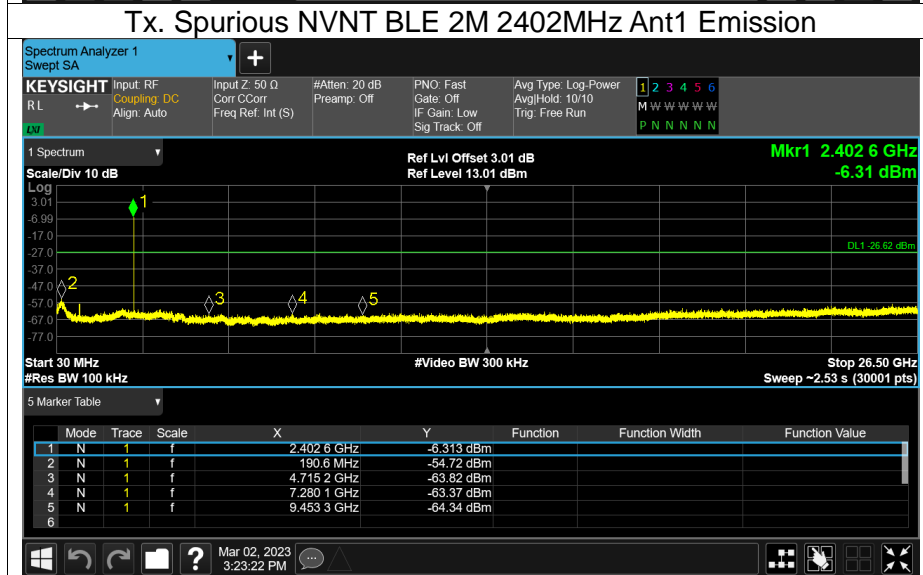 Tx. Spurious NVNT BLE 2M 2402MHz Ant1 Emission
Spectrum Analyzer 1
Swept SA
+
KEYSIGHT Input: RF Input Z: 50 Ω #Atten: 20 dB PNO: Fast Avg Type: Log-Power 1 2 3 4 5 6
R L Coupling: DC Corr CCorr Preamp: Off Gate: Off Avg|Hold: 10/10 M W W W W W
Align: Auto Freq Ref: Int (S) IF Gain: Low Trig: Free Run
LXI Sig Track: Off P N N N N N
1 Spectrum Ref Lvl Offset 3.01 dB Mkr1 2.402 6 GHz
Scale/Div 10 dB Ref Level 13.01 dBm -6.31 dBm
Log
3.01
-6.99
-17.0
-27.0
-37.0
-47.0
-57.0
-67.0
-77.0
1
DL1 -26.62 dBm
2
3
4
5
Start 30 MHz #Video BW 300 kHz Stop 26.50 GHz
#Res BW 100 kHz Sweep ~2.53 s (30001 pts)
5 Marker Table
Mode Trace Scale X Y Function Function Width Function Value
1 N 1 f 2.402 6 GHz -6.313 dBm
2 N 1 f 190.6 MHz -54.72 dBm
3 N 1 f 4.715 2 GHz -63.82 dBm
4 N 1 f 7.280 1 GHz -63.37 dBm
5 N 1 f 9.453 3 GHz -64.34 dBm
6
? Mar 02, 2023
3:23:22 PM